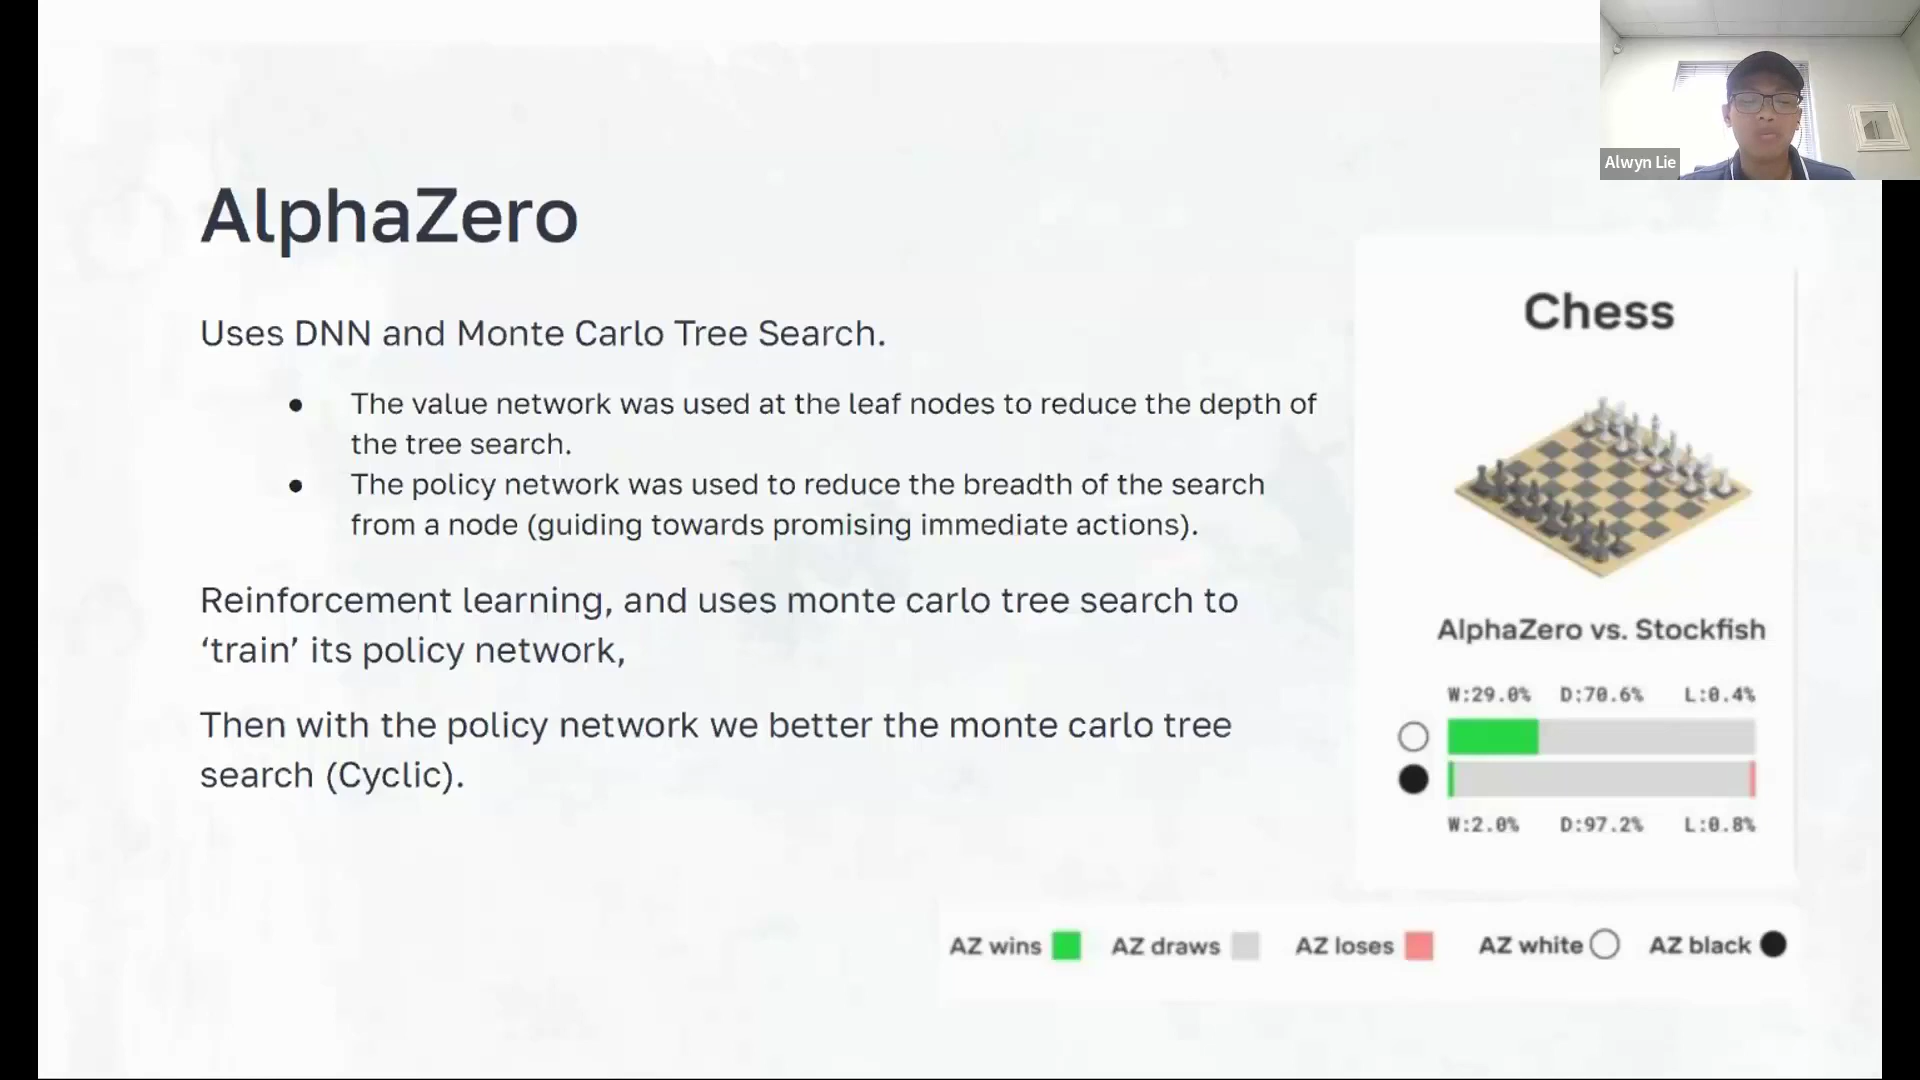 Alwyn Lie
AlphaZero
Uses DNN and Monte Carlo Tree Search.
● The value network was used at the leaf nodes to reduce the depth of
the tree search.
● The policy network was used to reduce the breadth of the search
from a node (guiding towards promising immediate actions).
Reinforcement learning, and uses monte carlo tree search to
‘train’ its policy network,
Then with the policy network we better the monte carlo tree
search (Cyclic).
Chess
AlphaZero vs. Stockfish
W:29.0% D:70.6% L:0.4%
W:2.0% D:97.2% L:0.8%
AZ wins AZ draws AZ loses AZ white AZ black